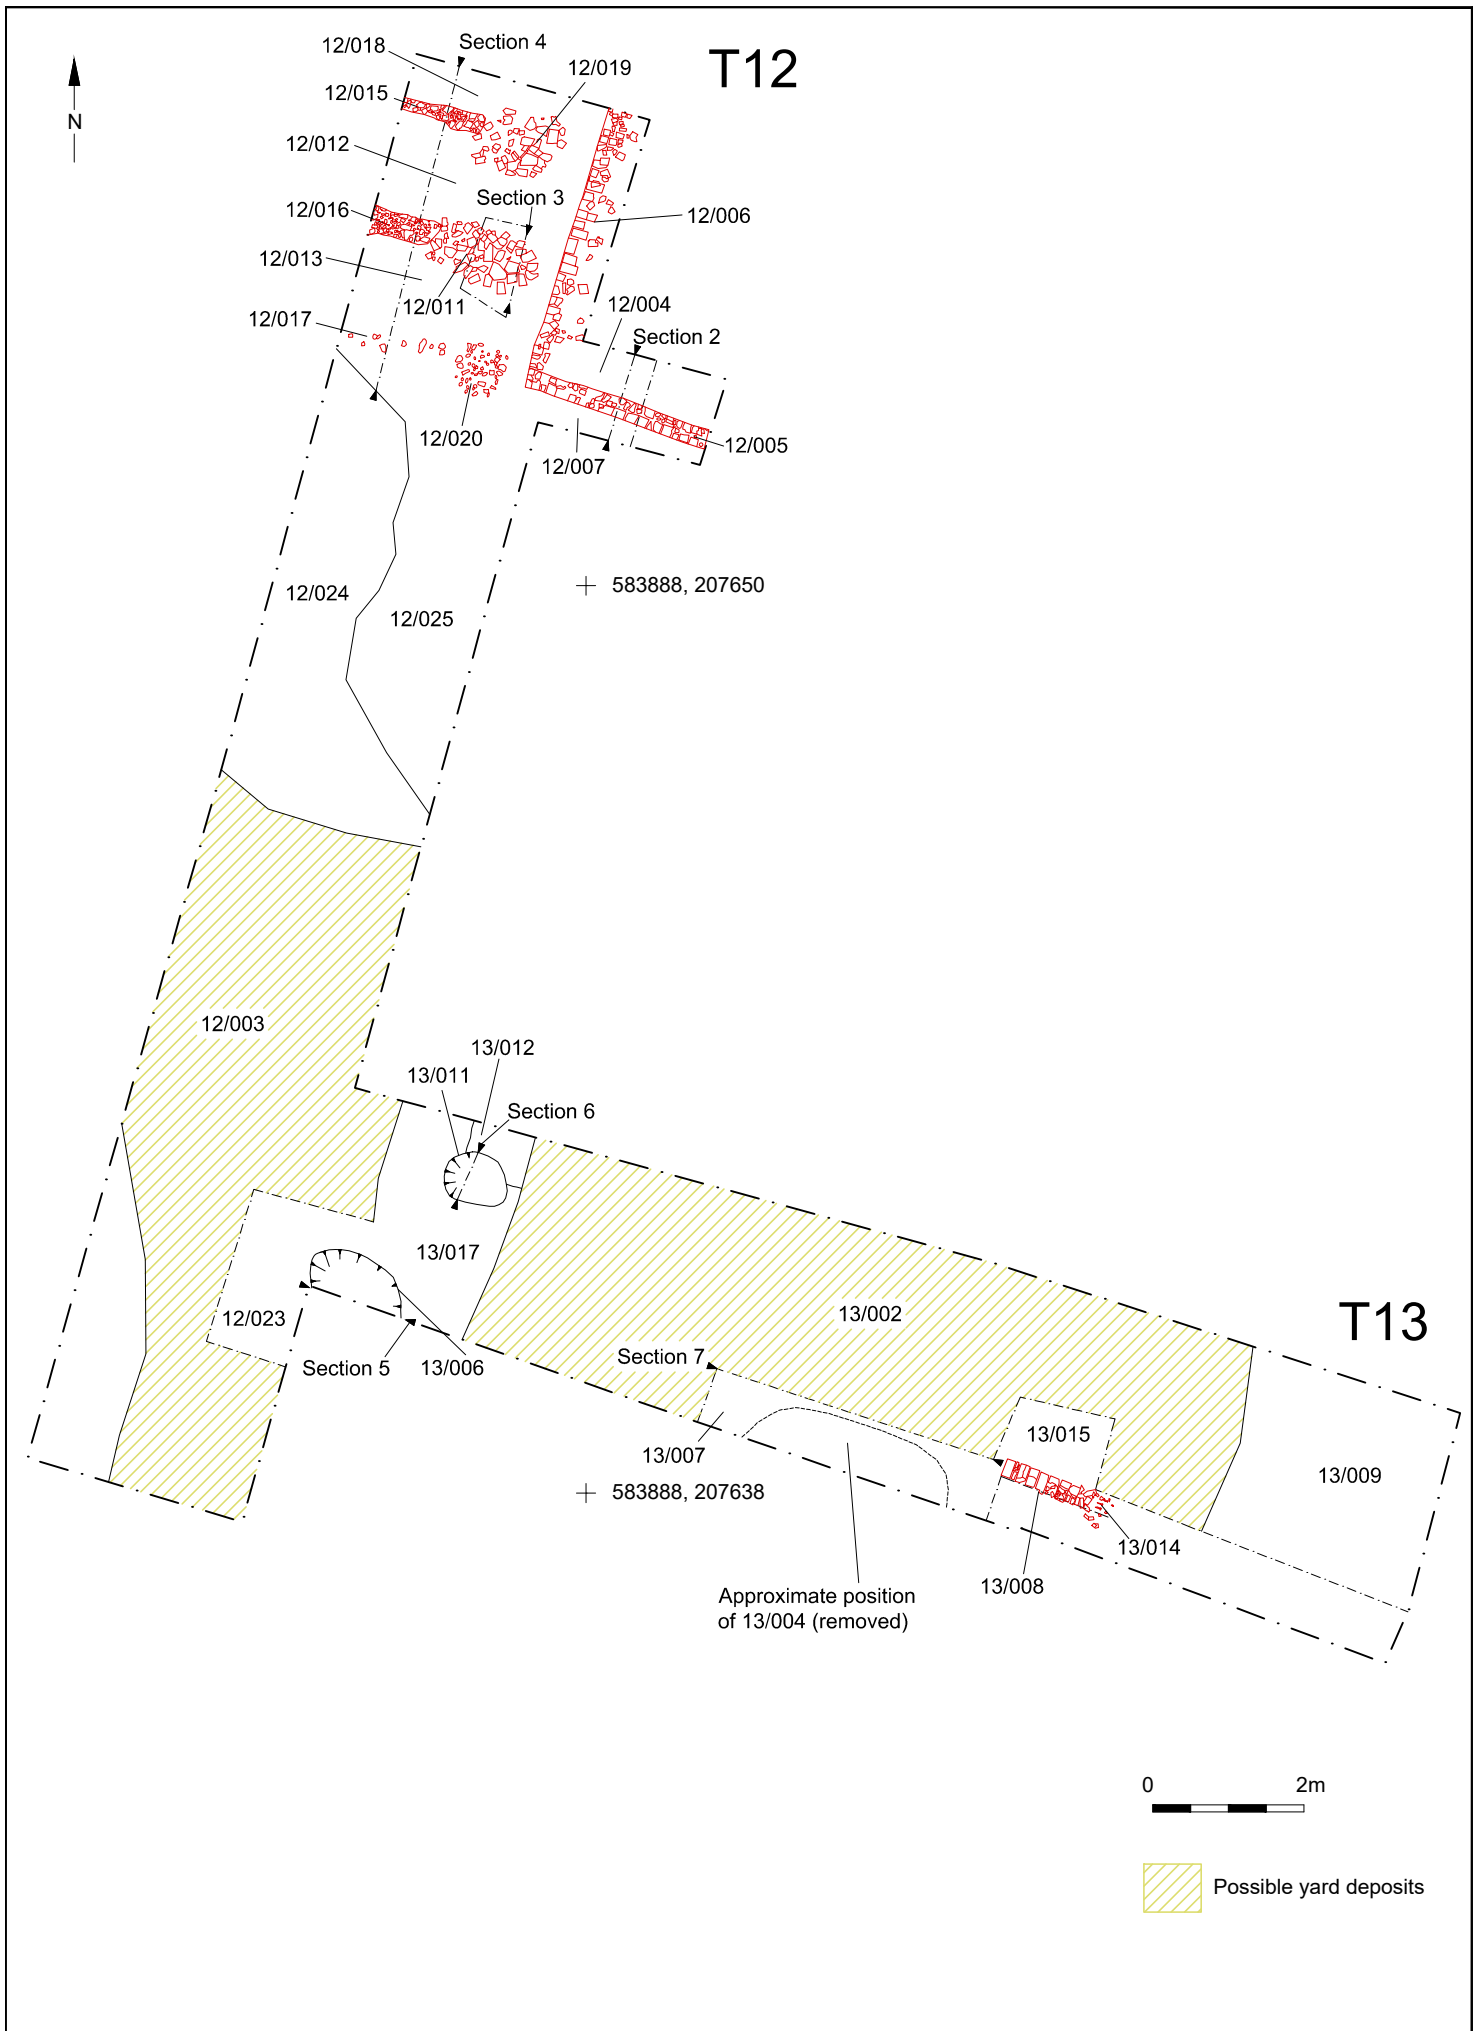 12/018
Section 4
T12
12/019
12/015
N
12/012
Section 3
12/016
12/006
12/013
12/011
12/004
12/017
Section 2
12/020
12/005
12/007
583888, 207650
12/024
12/025
12/003
13/012
13/011
Section 6
13/017
13/002
T13
12/023
Section 7
Section 5
13/006
13/015
13/007
13/009
583888, 207638
13/014
13/008
Approximate position
of 13/004 (removed)
0 2m
Possible yard deposits